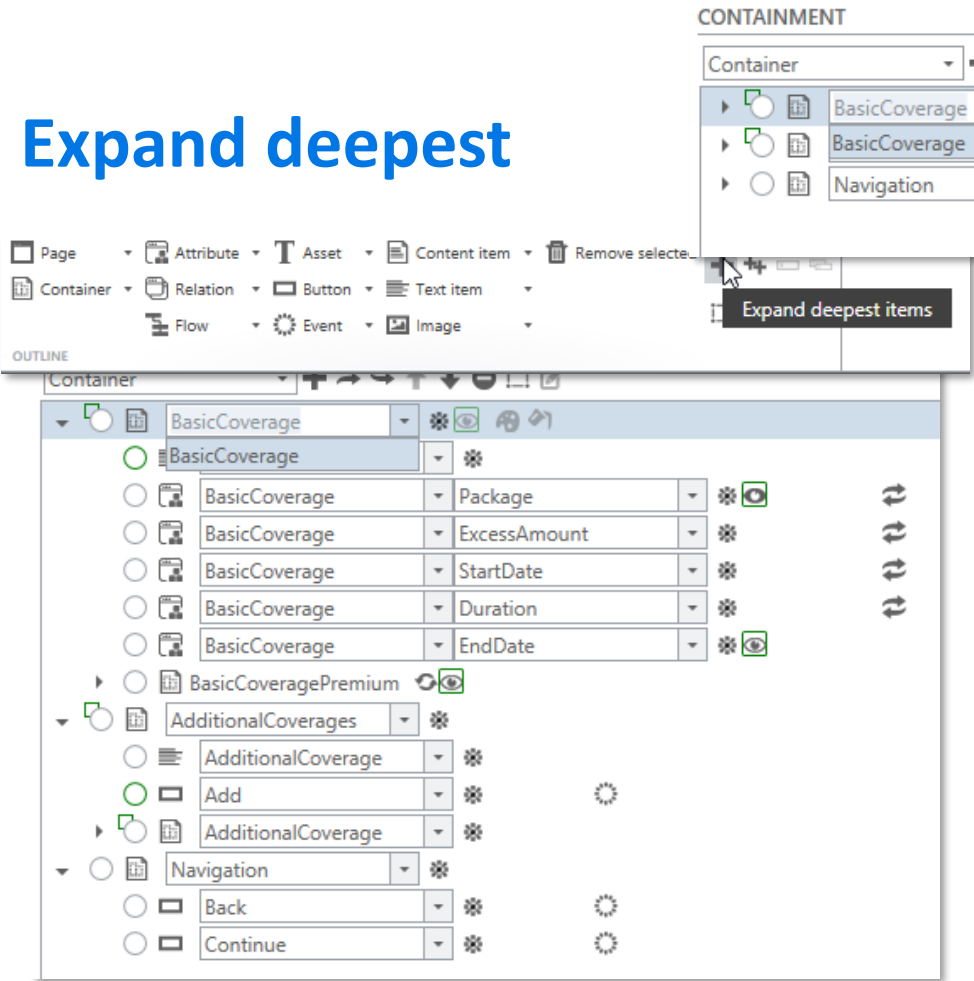 CONTAINMENT
Container
BasicCoverage
BasicCoverage
Navigation
Expand deepest
Page Attribute Asset Content item Remove selecte
Container Relation Button Text item
Flow Event Image
Expand deepest items
OUTLINE
Container
BasicCoverage
BasicCoverage
BasicCoverage Package
BasicCoverage ExcessAmount
BasicCoverage StartDate
BasicCoverage Duration
BasicCoverage EndDate
BasicCoveragePremium
AdditionalCoverages
AdditionalCoverage
Add
AdditionalCoverage
Navigation
Back
Continue